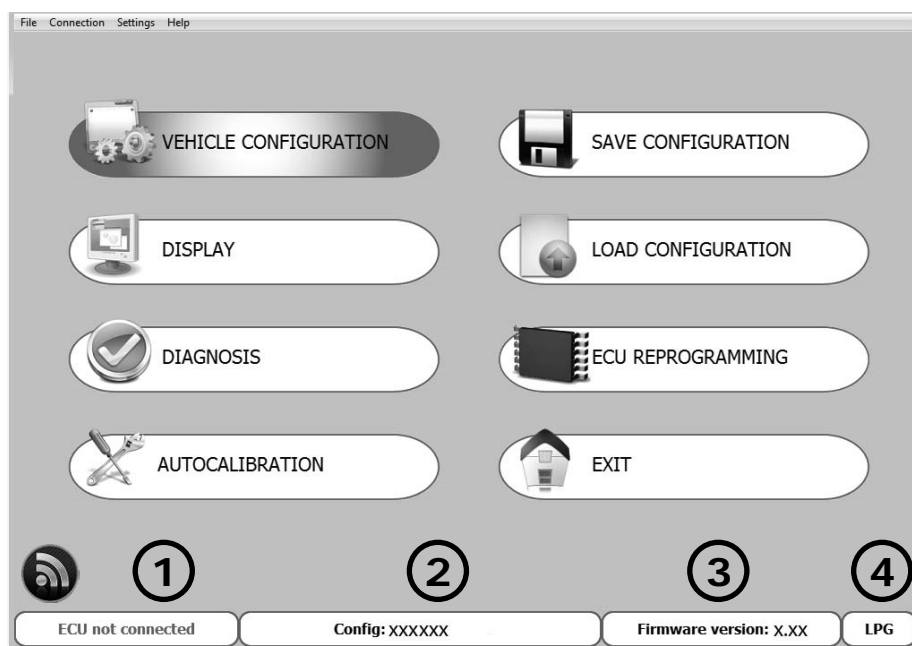 File Connection Settings Help
VEHICLE CONFIGURATION
SAVE CONFIGURATION
DISPLAY
LOAD CONFIGURATION
DIAGNOSIS
ECU REPROGRAMMING
AUTOCALIBRATION
EXIT
1 2 3 4
ECU not connected Config: XXXXXX Firmware version: X.XX LPG